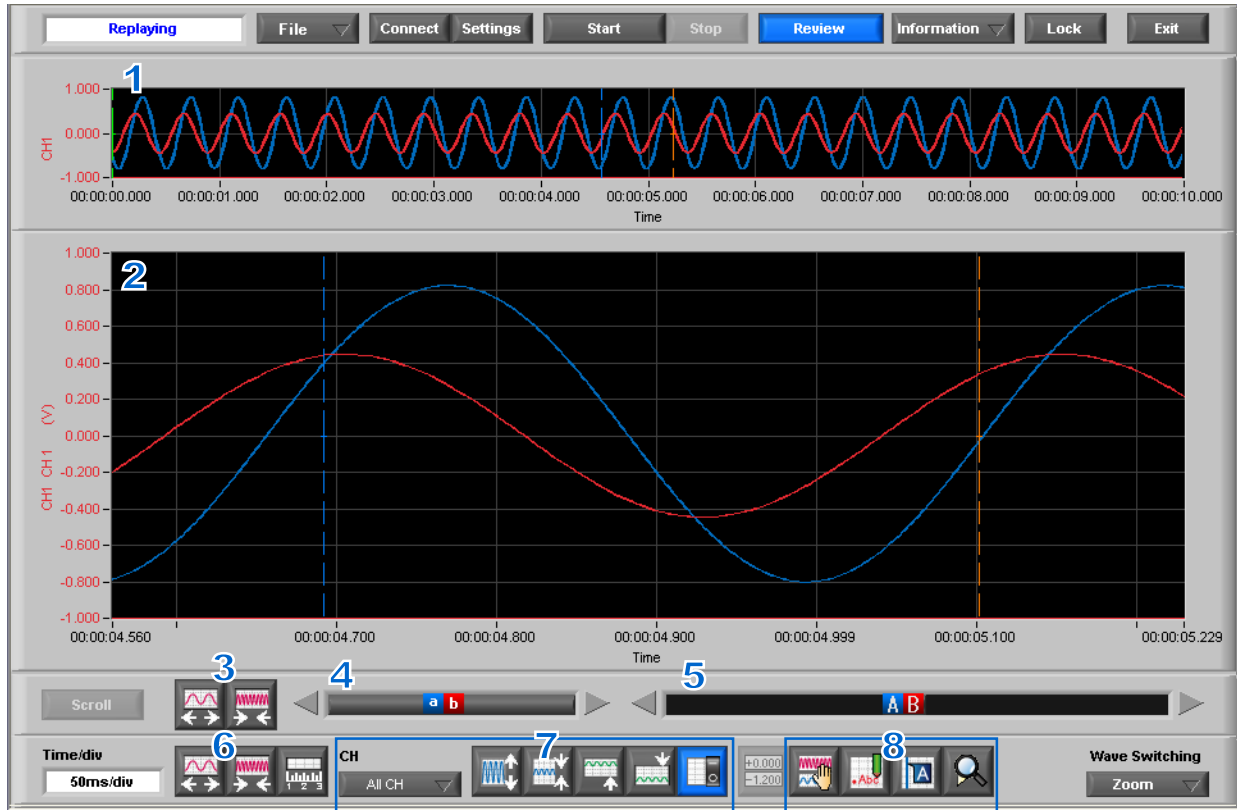 Replaying File Connect Settings Start Stop Review Information Lock Exit
1
1.000
0.000
-1.000
CH1
00:00:00.000 00:00:01.000 00:00:02.000 00:00:03.000 00:00:04.000 00:00:05.000 00:00:06.000 00:00:07.000 00:00:08.000 00:00:09.000 00:00:10.000
Time
2
1.000
0.800
0.600
0.400
0.200
0.000
-0.200
-0.400
-0.600
-0.800
-1.000
CH1 CH 1 (V)
00:00:04.560 00:00:04.700 00:00:04.800 00:00:04.900 00:00:04.999 00:00:05.100 00:00:05.229
Time
3 4 5
Scroll a b A B
6 7 8
Time/div CH Wave Switching
+0.000
-1.200
50ms/div 1 2 3 All CH Abc A Zoom